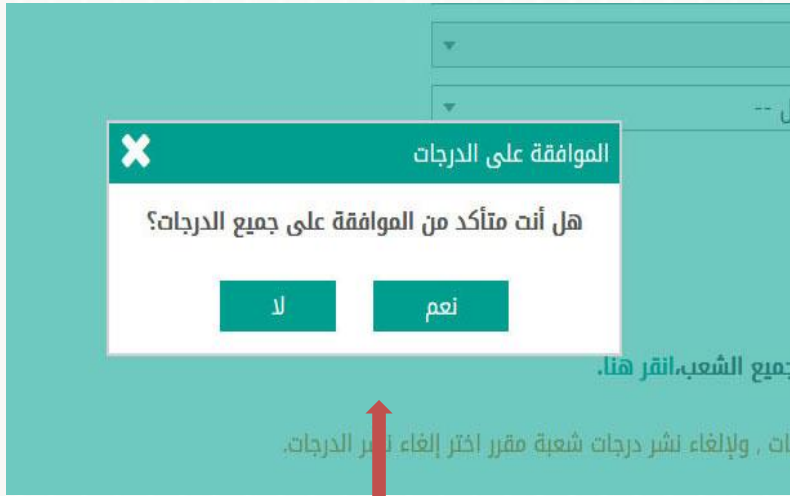 --
الموافقة على الدرجات
هل أنت متأكد من الموافقة على جميع الدرجات؟
نعم
لا
جميع الشعب،انقر هنا.
, ولإلغاء نشر درجات شعبة مقرر اختر إلغاء نشر الدرجات.